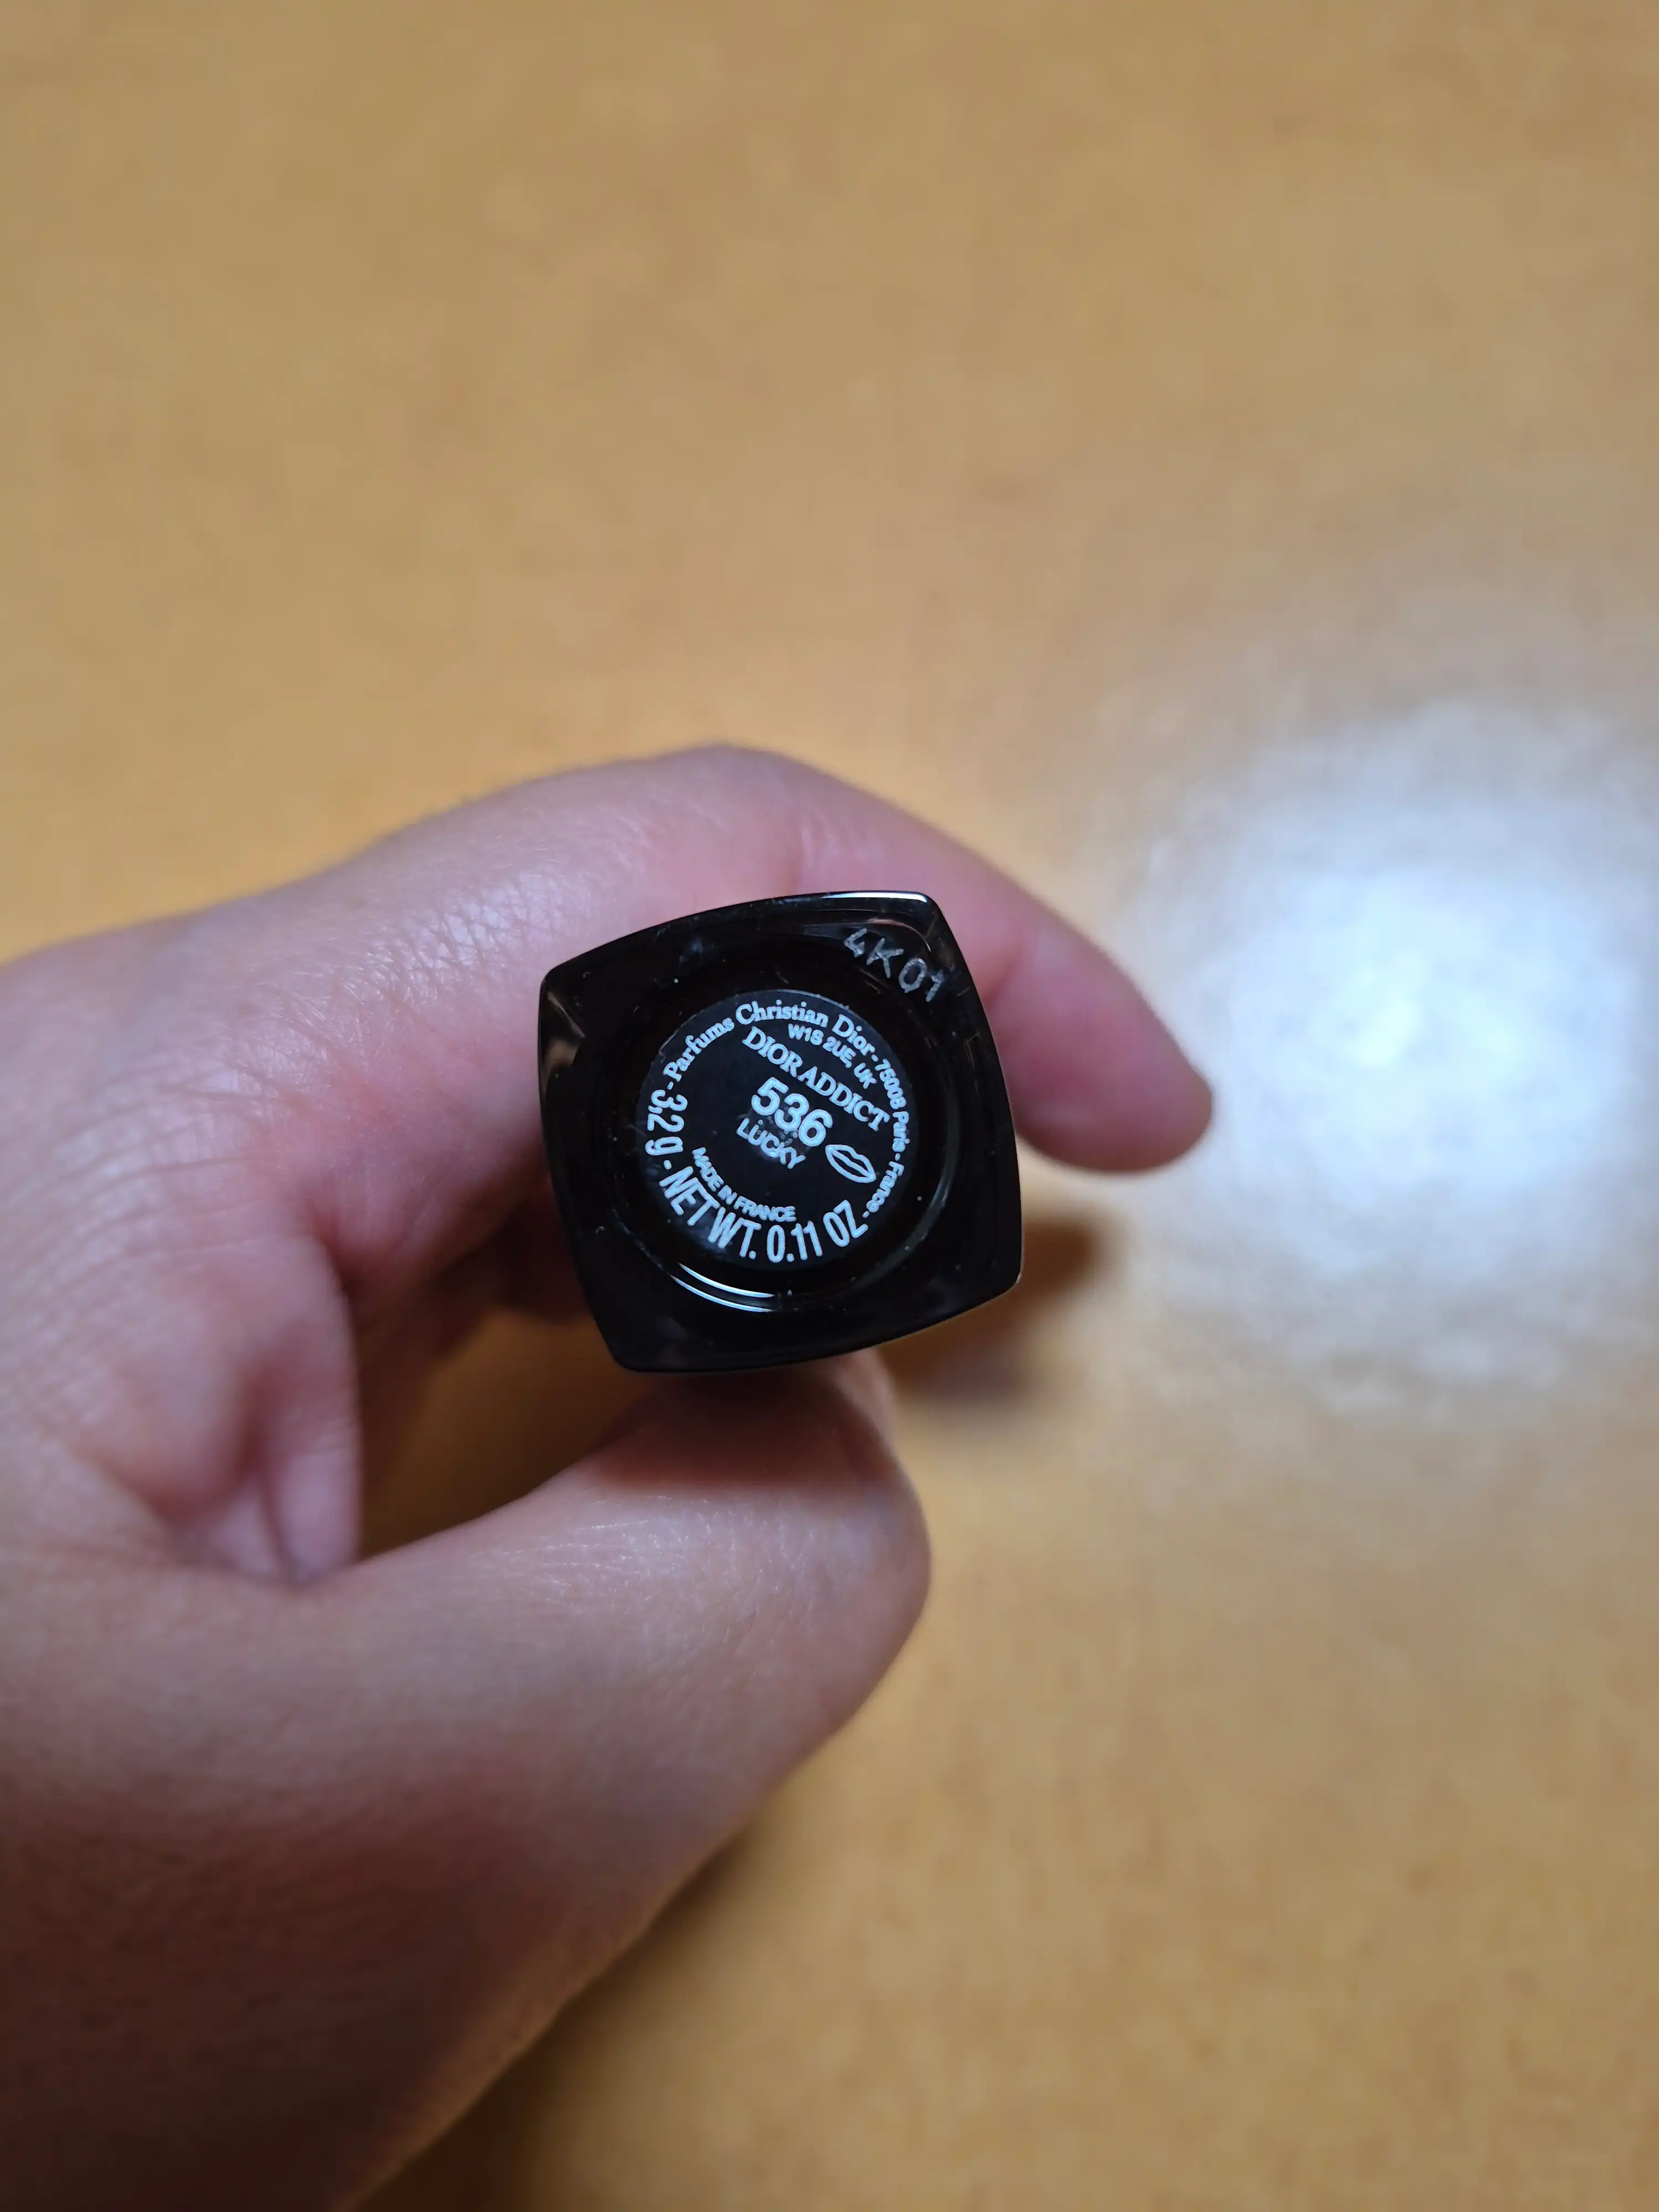 4K01
3,2 g - NET WT. 0.11 OZ - Parfums Christian Dior - 75008 Paris - France -
W1S 2UE, UK
DIOR ADDICT
536
LUCKY
MADE IN FRANCE